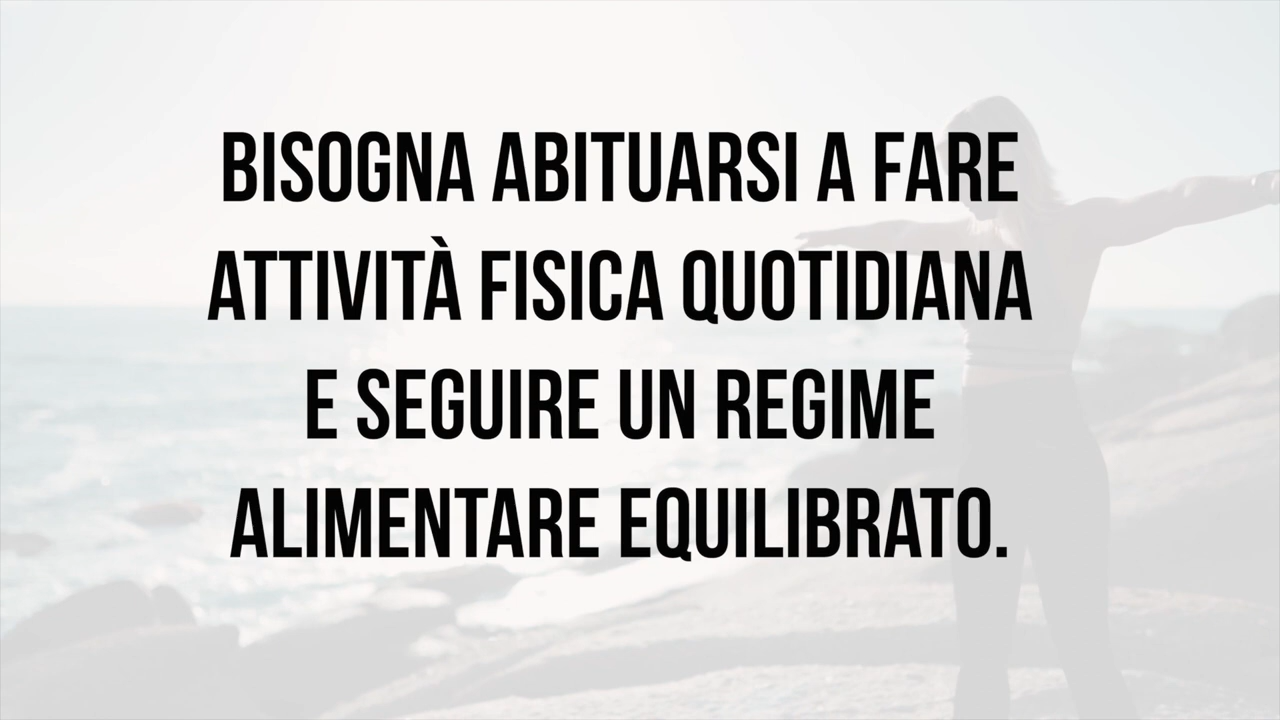 BISOGNA ABITUARSI A FARE
ATTIVITÀ FISICA QUOTIDIANA
E SEGUIRE UN REGIME
ALIMENTARE EQUILIBRATO.